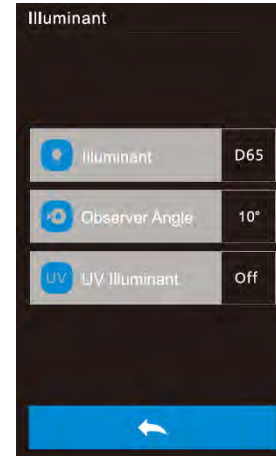 Illuminant
Illuminant D65
Observer Angle 10°
UV UV Illuminant Off